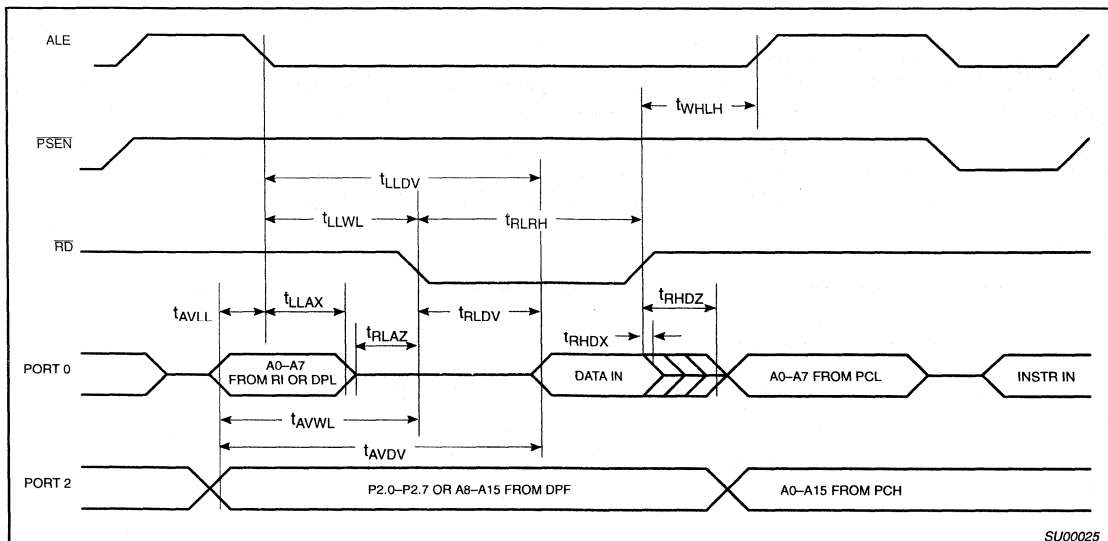 ALE
tWHLH
PSEN
tLLDV
tLLWL
tRLRH
RD
tAVLL
tLLAX
tRLAZ
tRLDV
tRHDZ
tRHDX
PORT 0
A0–A7
FROM RI OR DPL
DATA IN
A0–A7 FROM PCL
INSTR IN
tAVWL
tAVDV
PORT 2
P2.0–P2.7 OR A8–A15 FROM DPF
A0–A15 FROM PCH
SU00025